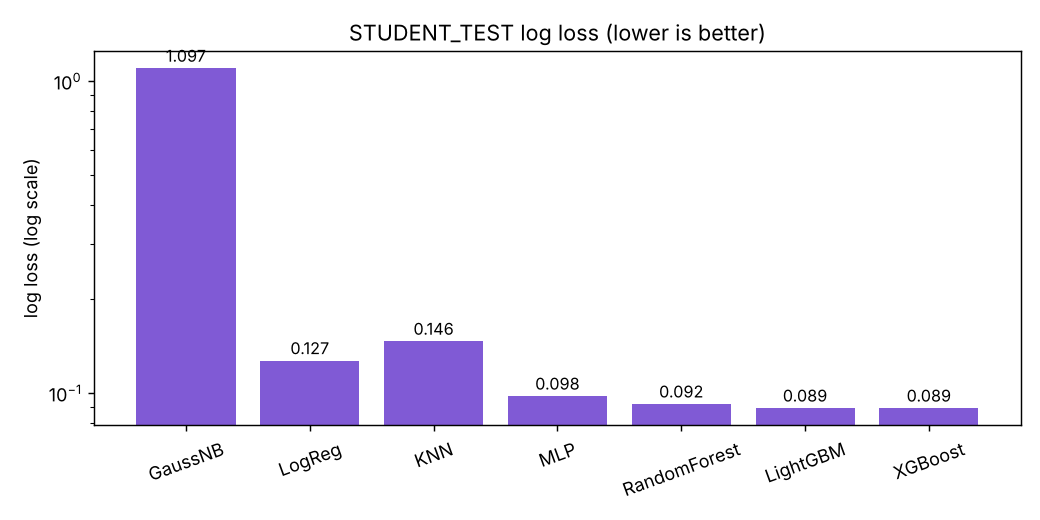 STUDENT_TEST log loss (lower is better)
log loss (log scale)
10⁰
10⁻¹
1.097
0.127
0.146
0.098
0.092
0.089
0.089
GaussNB
LogReg
KNN
MLP
RandomForest
LightGBM
XGBoost